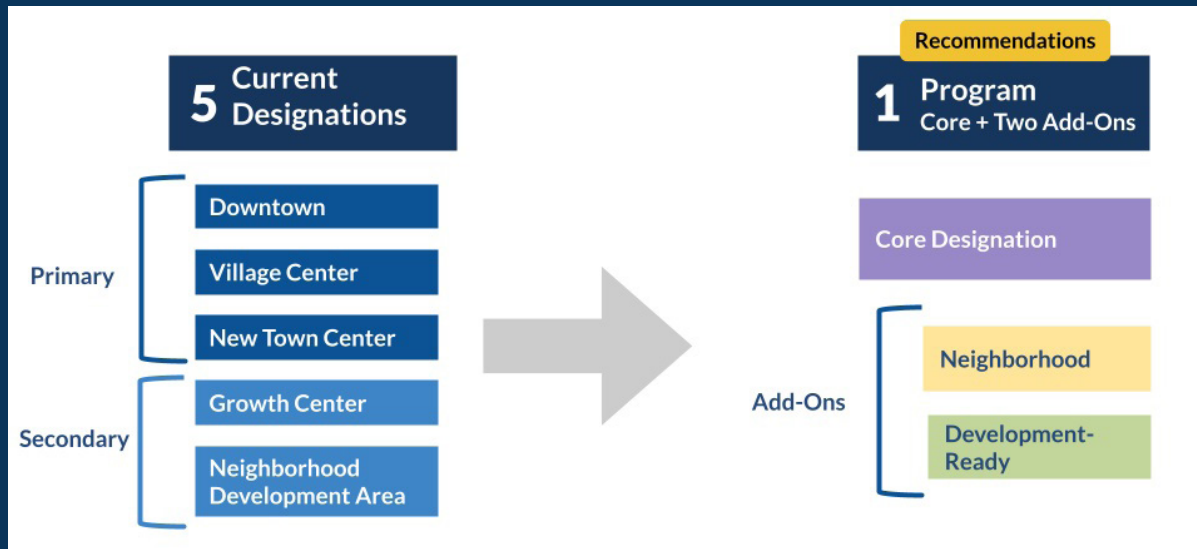 5 Current
Designations
Primary
Downtown
Village Center
New Town Center
Secondary
Growth Center
Neighborhood
Development Area
Recommendations
1 Program
Core + Two Add-Ons
Core Designation
Add-Ons
Neighborhood
Development-
Ready